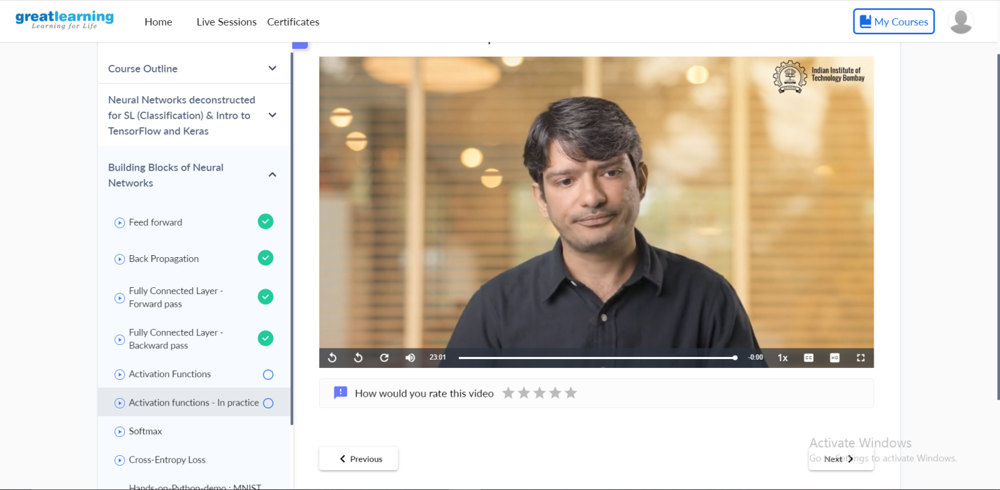 greatlearning
Learning for Life
Home Live Sessions Certificates
My Courses
Course Outline
Neural Networks deconstructed
for SL (Classification) & Intro to
TensorFlow and Keras
Building Blocks of Neural
Networks
Feed forward
Back Propagation
Fully Connected Layer -
Forward pass
Fully Connected Layer -
Backward pass
Activation Functions
Activation functions - In practice
Softmax
Cross-Entropy Loss
Hands-on-Python-demo : MNIST
Indian Institute of
Technology Bombay
23:01 -0:00 1x CC HD
How would you rate this video
Previous
Next
Activate Windows
Go to Settings to activate Windows.